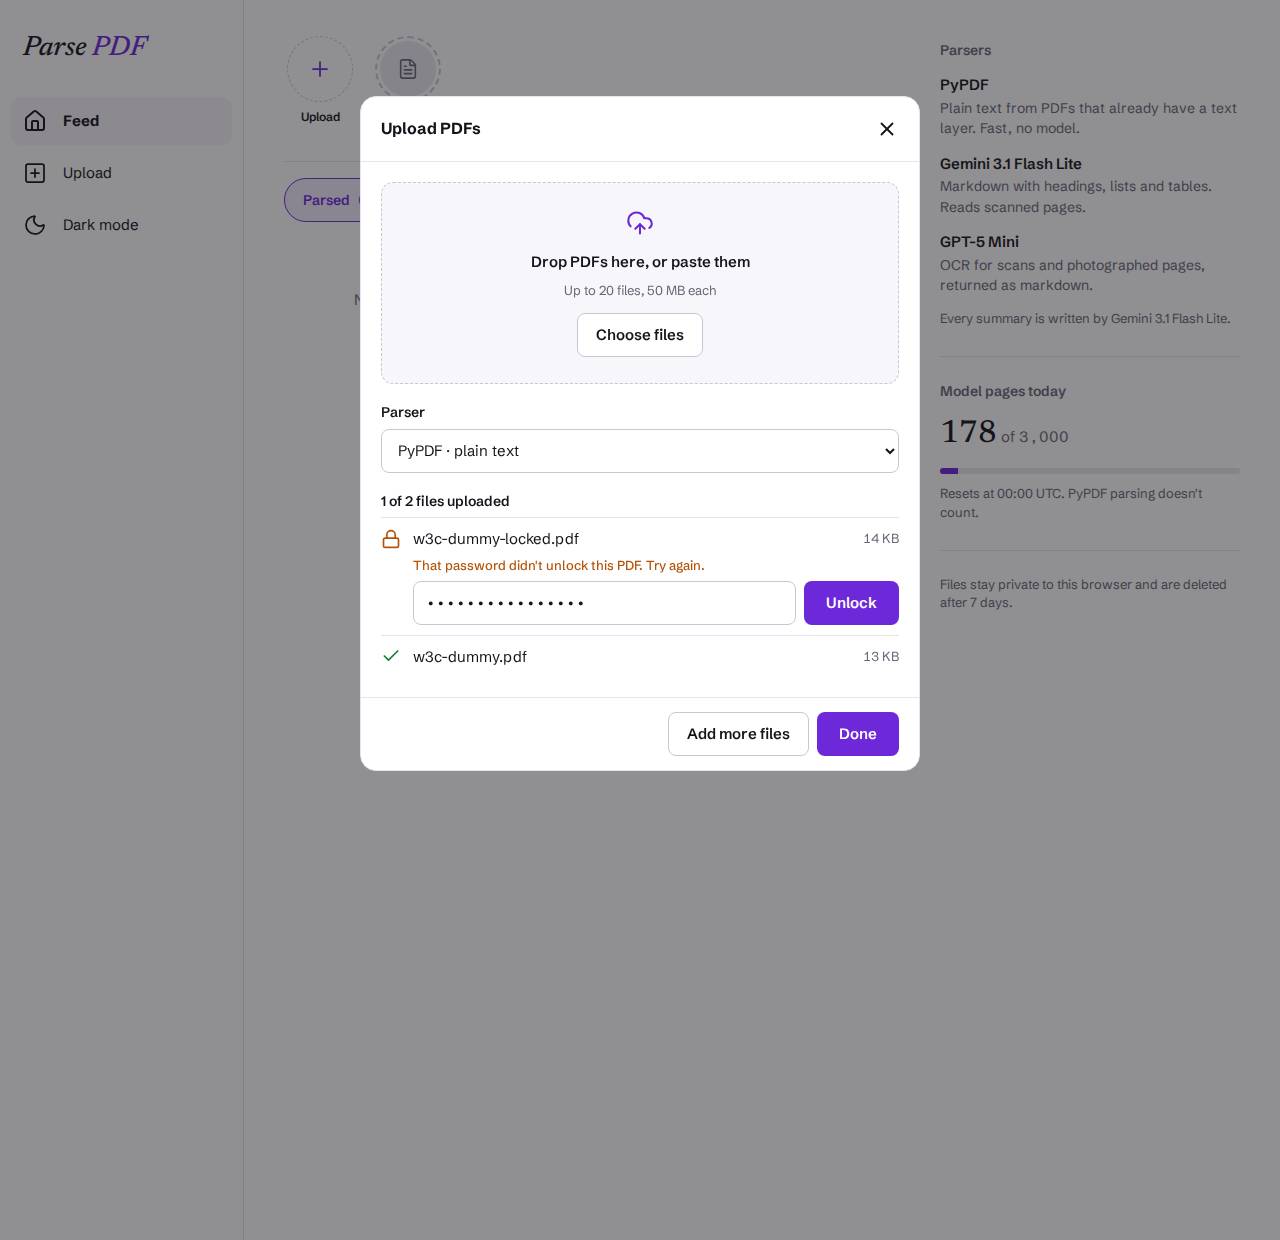 Parse PDF
Feed
Upload
Dark mode
Upload
Parsed
Upload PDFs
Drop PDFs here, or paste them
Up to 20 files, 50 MB each
Choose files
Parser
PyPDF · plain text
1 of 2 files uploaded
w3c-dummy-locked.pdf 14 KB
That password didn't unlock this PDF. Try again.
••••••••••••••••
Unlock
w3c-dummy.pdf 13 KB
Add more files
Done
Parsers
PyPDF
Plain text from PDFs that already have a text
layer. Fast, no model.
Gemini 3.1 Flash Lite
Markdown with headings, lists and tables.
Reads scanned pages.
GPT-5 Mini
OCR for scans and photographed pages,
returned as markdown.
Every summary is written by Gemini 3.1 Flash Lite.
Model pages today
178 of 3,000
Resets at 00:00 UTC. PyPDF parsing doesn't
count.
Files stay private to this browser and are deleted
after 7 days.